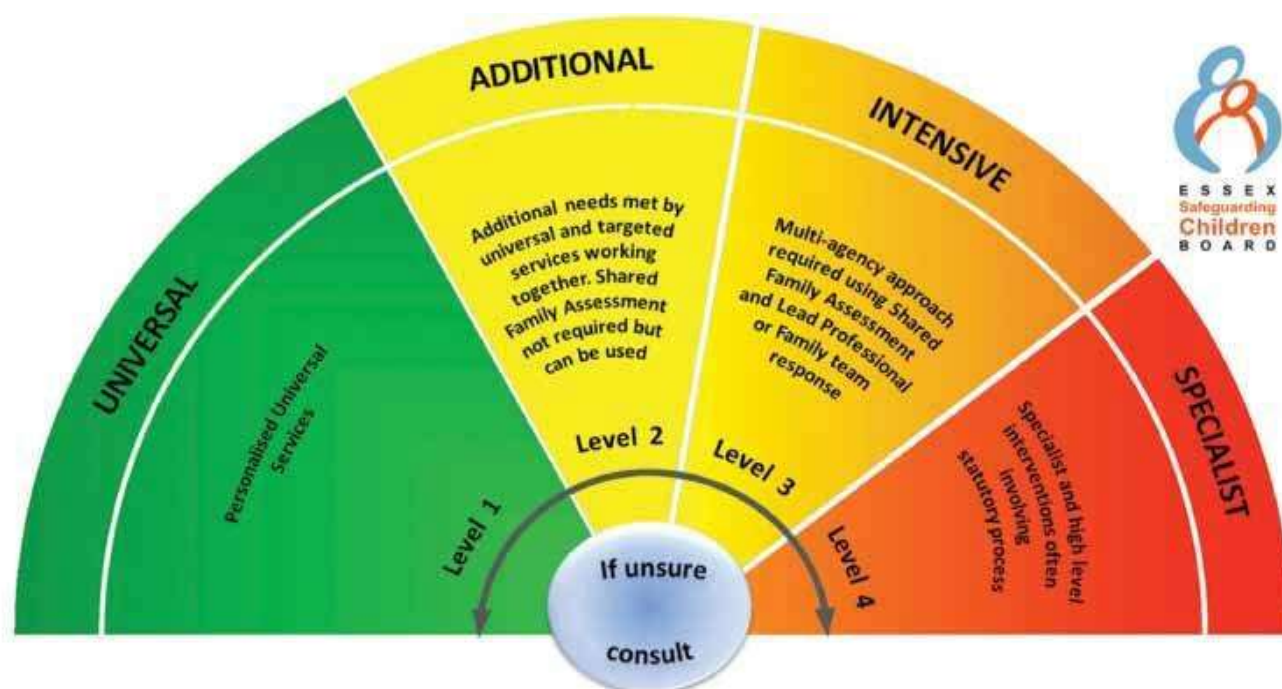 UNIVERSAL
Personalised Universal
Services
Level 1
ADDITIONAL
Additional needs met by
universal and targeted
services working
together. Shared
Family Assessment
not required but
can be used
Level 2
INTENSIVE
Multi-agency approach
required using Shared
Family Assessment
and Lead Professional
or Family team
response
Level 3
SPECIALIST
Specialist and high level
interventions often
involving
statutory process
Level 4
If unsure
consult
ESSEX
Safeguarding
Children
BOARD